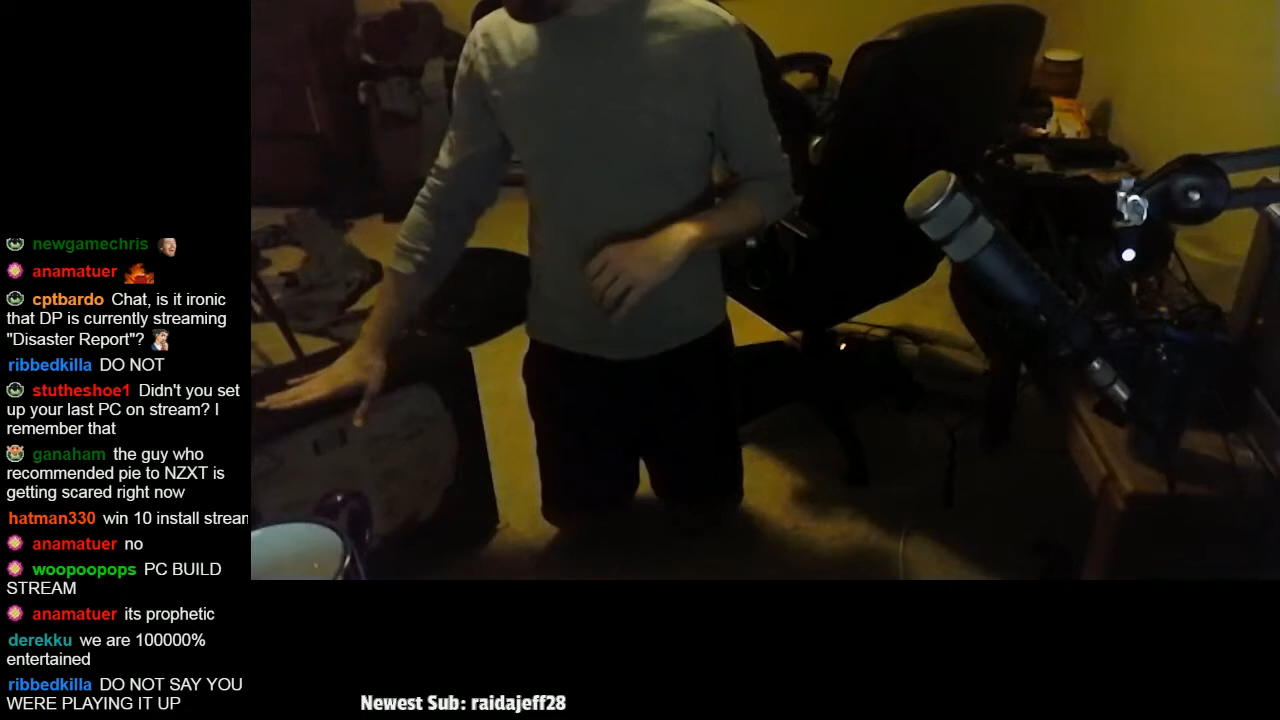 newgamechris
anamatuer
cptbardo Chat, is it ironic
that DP is currently streaming
"Disaster Report"?
ribbedkilla DO NOT
stutheshoe1 Didn't you set
up your last PC on stream? I
remember that
ganaham the guy who
recommended pie to NZXT is
getting scared right now
hatman330 win 10 install stream
anamatuer no
woopoopops PC BUILD
STREAM
anamatuer its prophetic
derekku we are 100000%
entertained
ribbedkilla DO NOT SAY YOU
WERE PLAYING IT UP
Newest Sub: raidajeff28